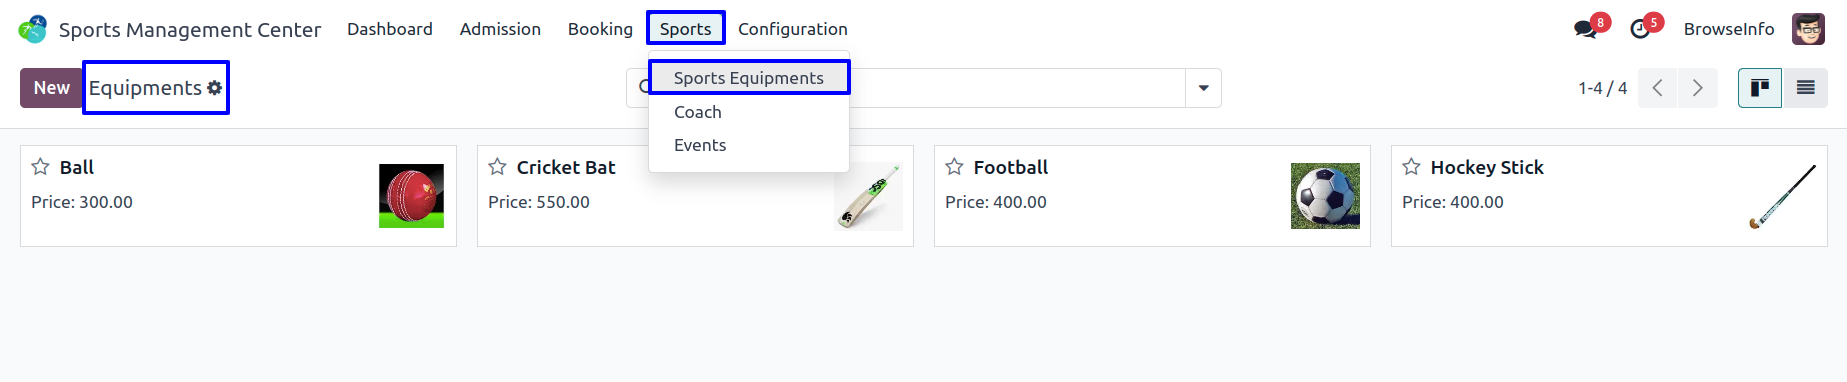 Sports Management Center Dashboard Admission Booking Sports Configuration 8 5 BrowseInfo
New Equipments 1-4 / 4
Sports Equipments
Coach
Events
Ball
Price: 300.00
Cricket Bat
Price: 550.00
Football
Price: 400.00
Hockey Stick
Price: 400.00